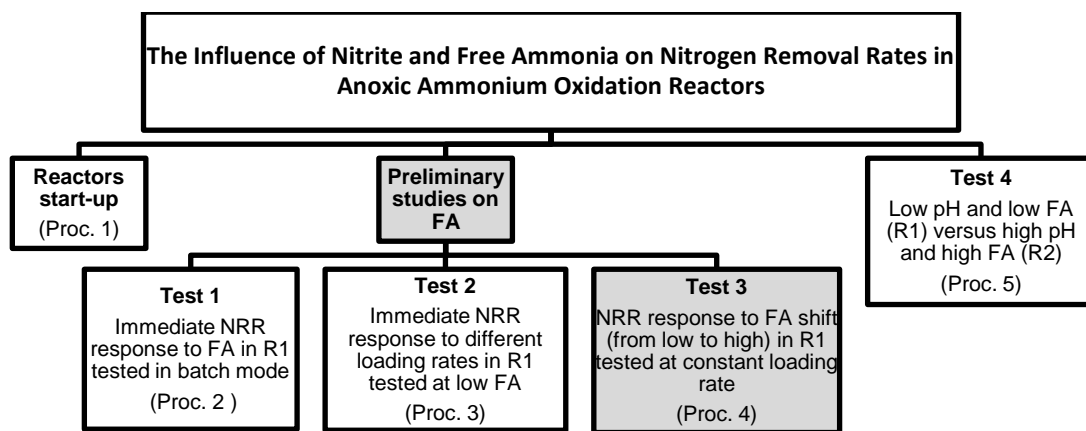 The Influence of Nitrite and Free Ammonia on Nitrogen Removal Rates in
Anoxic Ammonium Oxidation Reactors
Reactors
start-up
(Proc. 1)
Preliminary
studies on
FA
Test 4
Low pH and low FA
(R1) versus high pH
and high FA (R2)
(Proc. 5)
Test 1
Immediate NRR
response to FA in R1
tested in batch mode
(Proc. 2 )
Test 2
Immediate NRR
response to different
loading rates in R1
tested at low FA
(Proc. 3)
Test 3
NRR response to FA shift
(from low to high) in R1
tested at constant loading
rate
(Proc. 4)